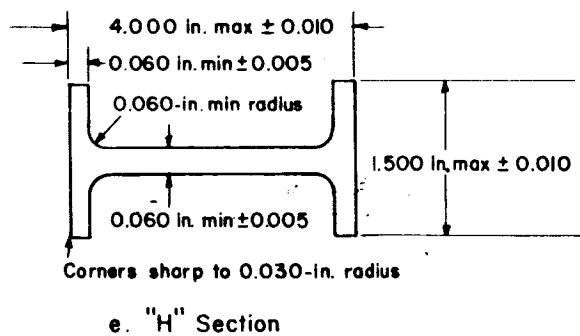 4.000 in. max ± 0.010
0.060 in. min ± 0.005
0.060-in. min radius
1.500 in. max ± 0.010
0.060 in. min ± 0.005
Corners sharp to 0.030-in. radius
e. "H" Section